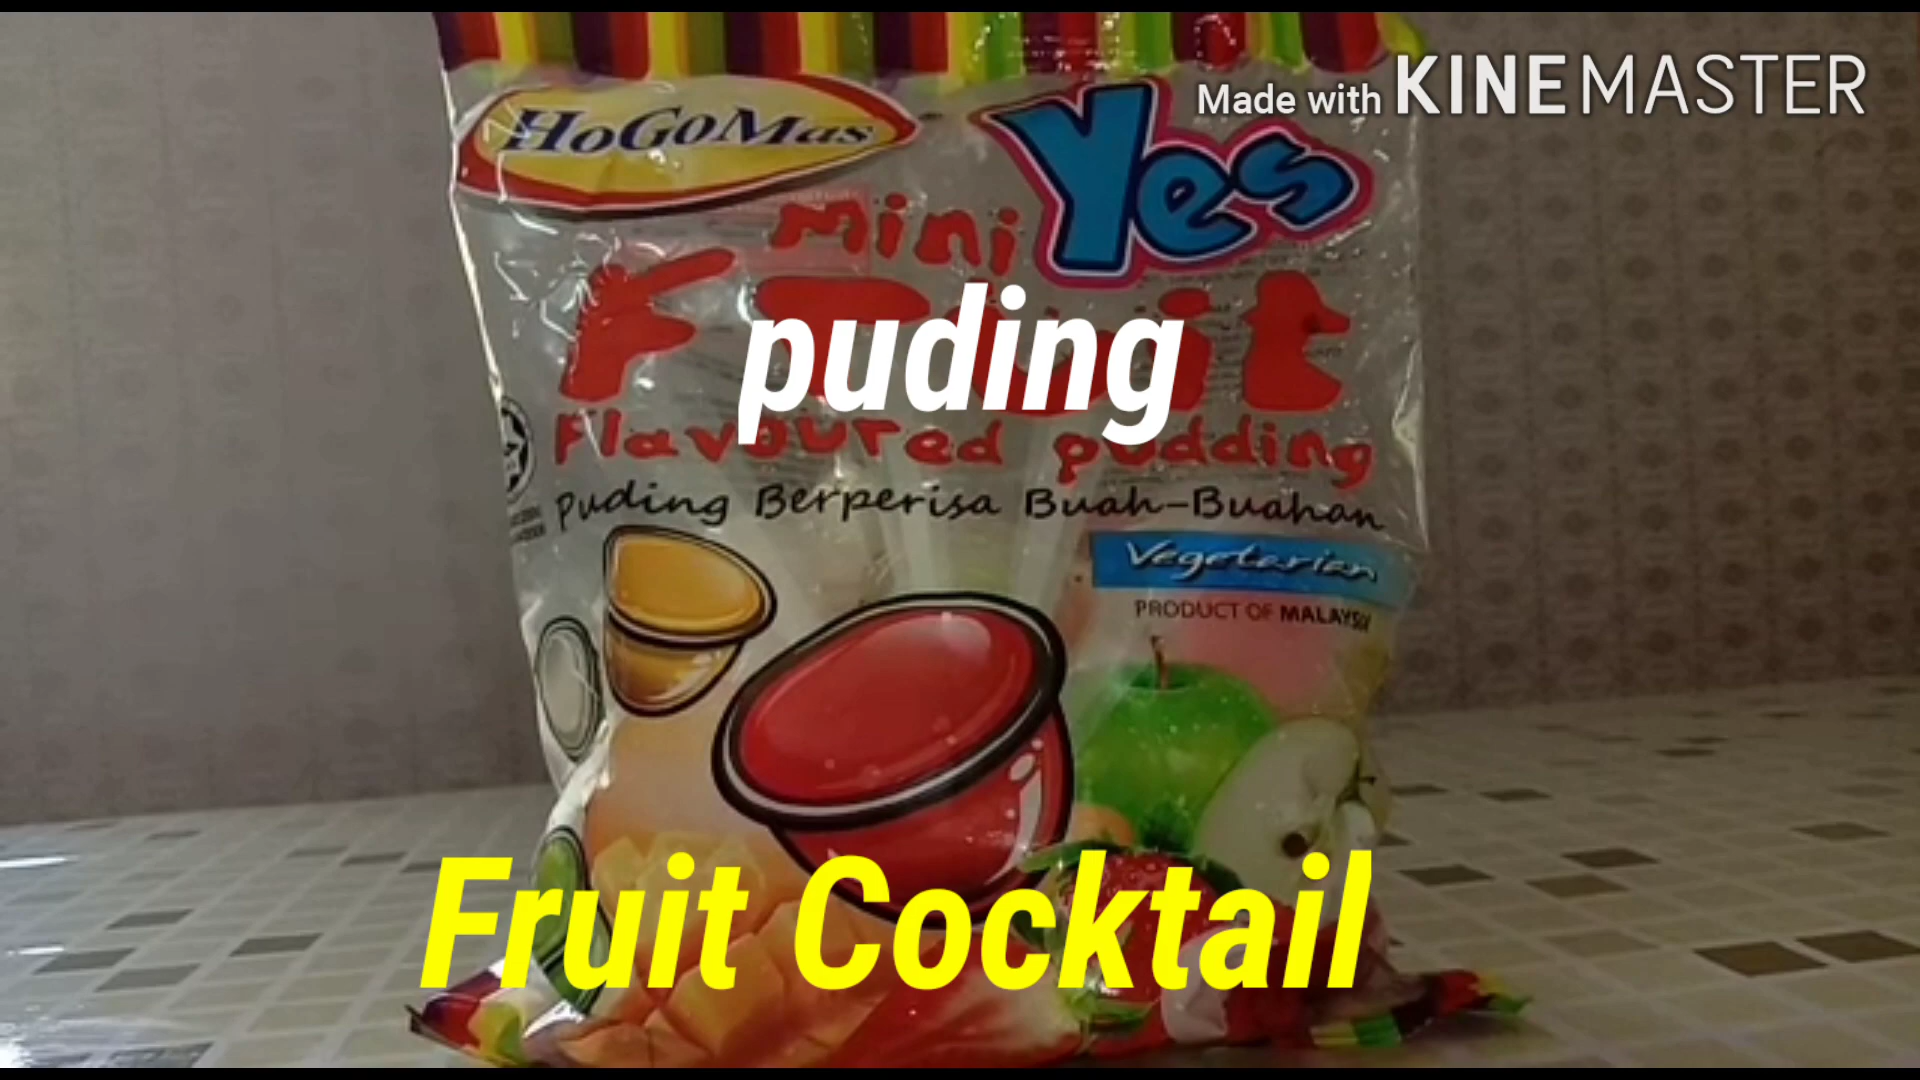 Made with KINEMASTER
HoGoMas
Yes
mini
Fruit
puding
Flavoured pudding
Puding Berperisa Buah-Buahan
Vegetarian
PRODUCT OF MALAYSIA
Fruit Cocktail